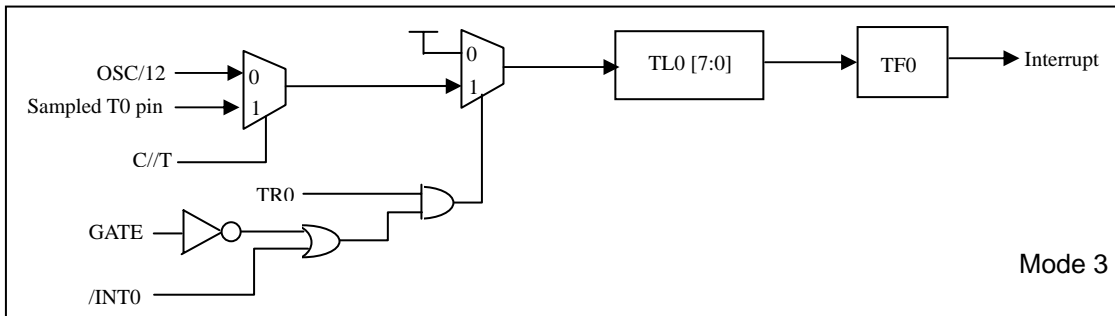 OSC/12
Sampled T0 pin
C//T
0
1
0
1
TL0 [7:0]
TF0
Interrupt
TR0
GATE
/INT0
Mode 3